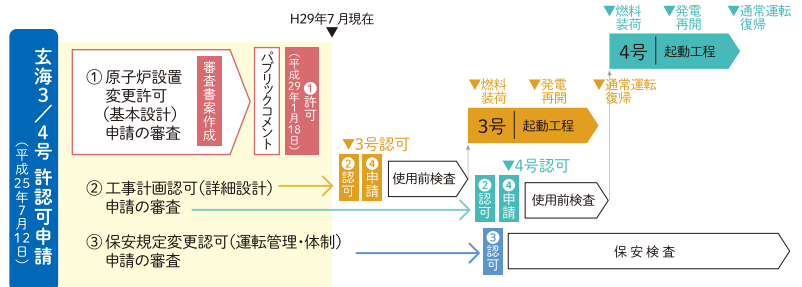 H29年7月現在
玄海3／4号 許認可申請
（平成25年7月12日）
① 原子炉設置
変更許可
(基本設計)
申請の審査
審査書案作成
パブリックコメント
❶許可
（平成29年1月18日）
② 工事計画認可(詳細設計)
申請の審査
③ 保安規定変更認可(運転管理・体制)
申請の審査
▼3号認可
❷認可
❹申請
使用前検査
▼燃料
装荷
▼発電
再開
▼通常運転
復帰
3号
起動工程
▼4号認可
❷認可
❹申請
使用前検査
▼燃料
装荷
▼発電
再開
▼通常運転
復帰
4号
起動工程
❸認可
保安検査